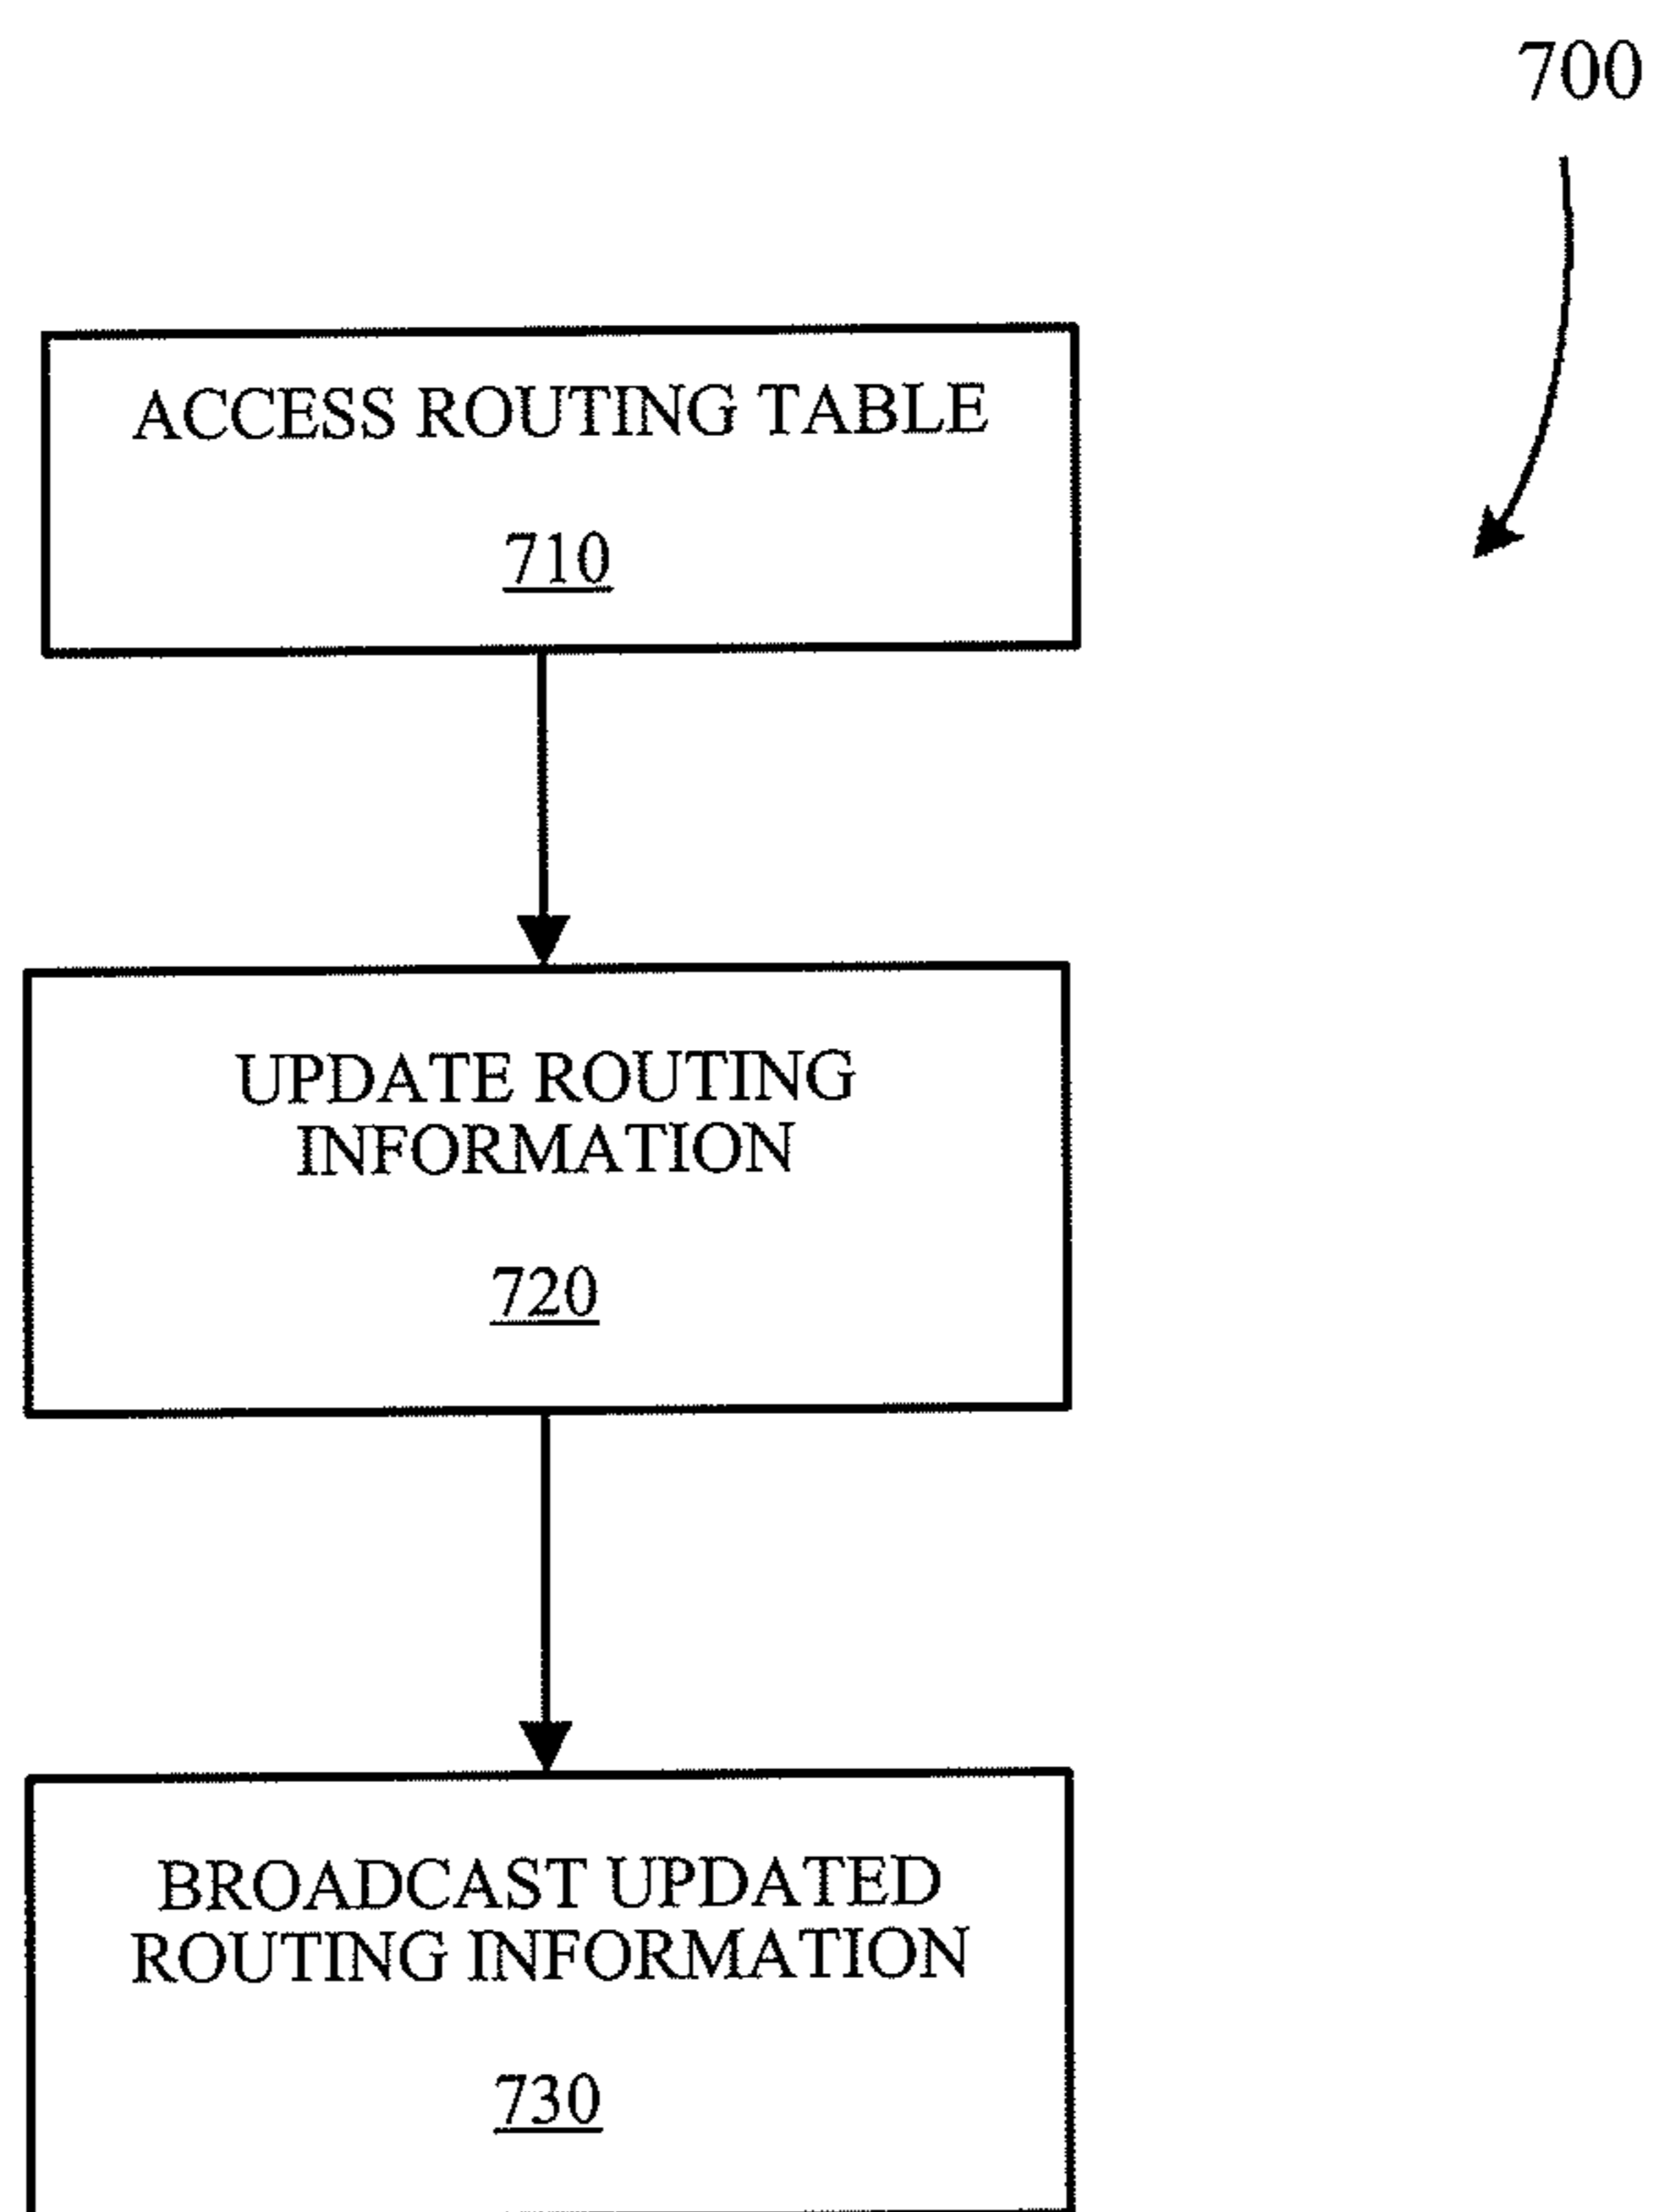 700
ACCESS ROUTING TABLE
710
UPDATE ROUTING
INFORMATION
720
BROADCAST UPDATED
ROUTING INFORMATION
730